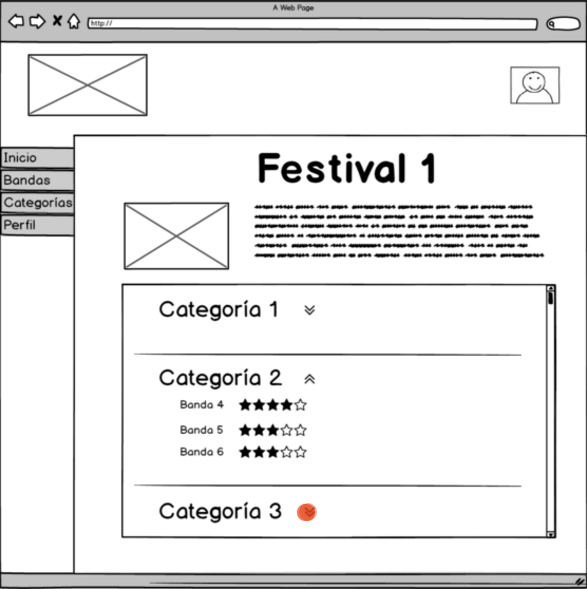 A Web Page
http://
Inicio
Bandas
Categorías
Perfil
Festival 1
Categoría 1
Categoría 2
Banda 4
Banda 5
Banda 6
Categoría 3